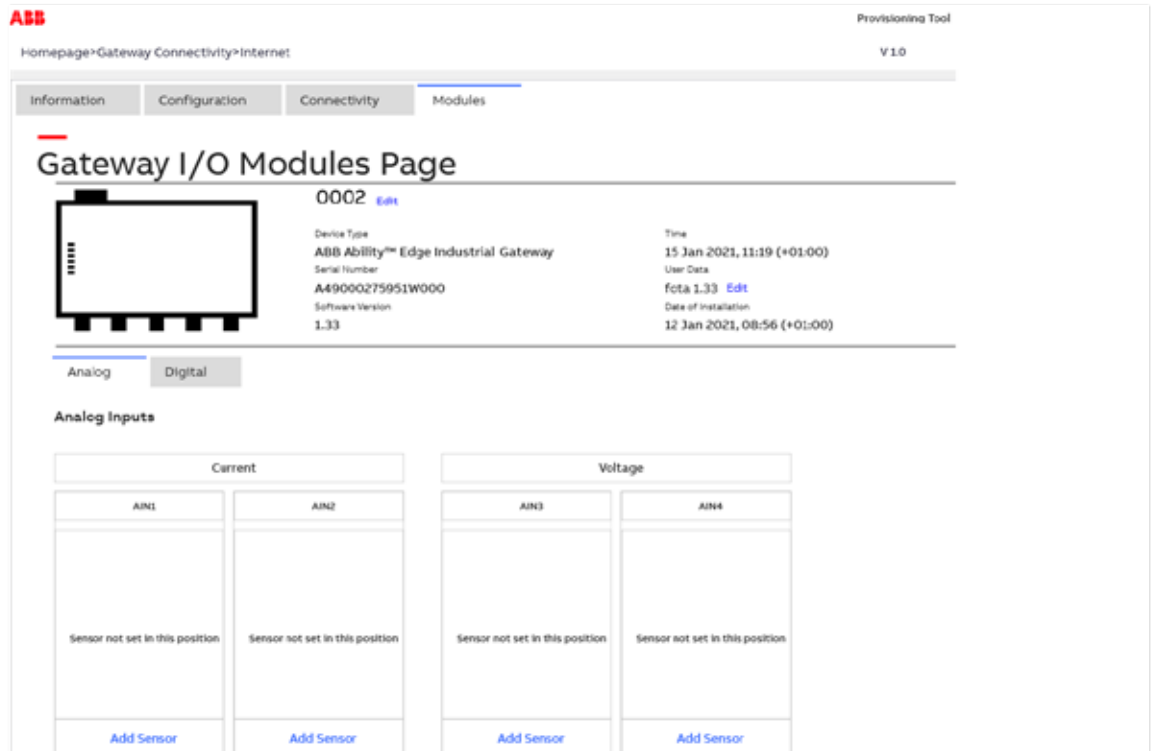 ABB
Provisioning Tool
Homepage>Gateway Connectivity>Internet
V 1.0
Information
Configuration
Connectivity
Modules
Gateway I/O Modules Page
0002 Edit
Device Type
ABB Ability™ Edge Industrial Gateway
Serial Number
A49000275951W000
Software Version
1.33
Time
15 Jan 2021, 11:19 (+01:00)
User Data
fota 1.33 Edit
Date of Installation
12 Jan 2021, 08:56 (+01:00)
Analog
Digital
Analog Inputs
Current
Voltage
AIN1
AIN2
AIN3
AIN4
Sensor not set in this position
Sensor not set in this position
Sensor not set in this position
Sensor not set in this position
Add Sensor
Add Sensor
Add Sensor
Add Sensor